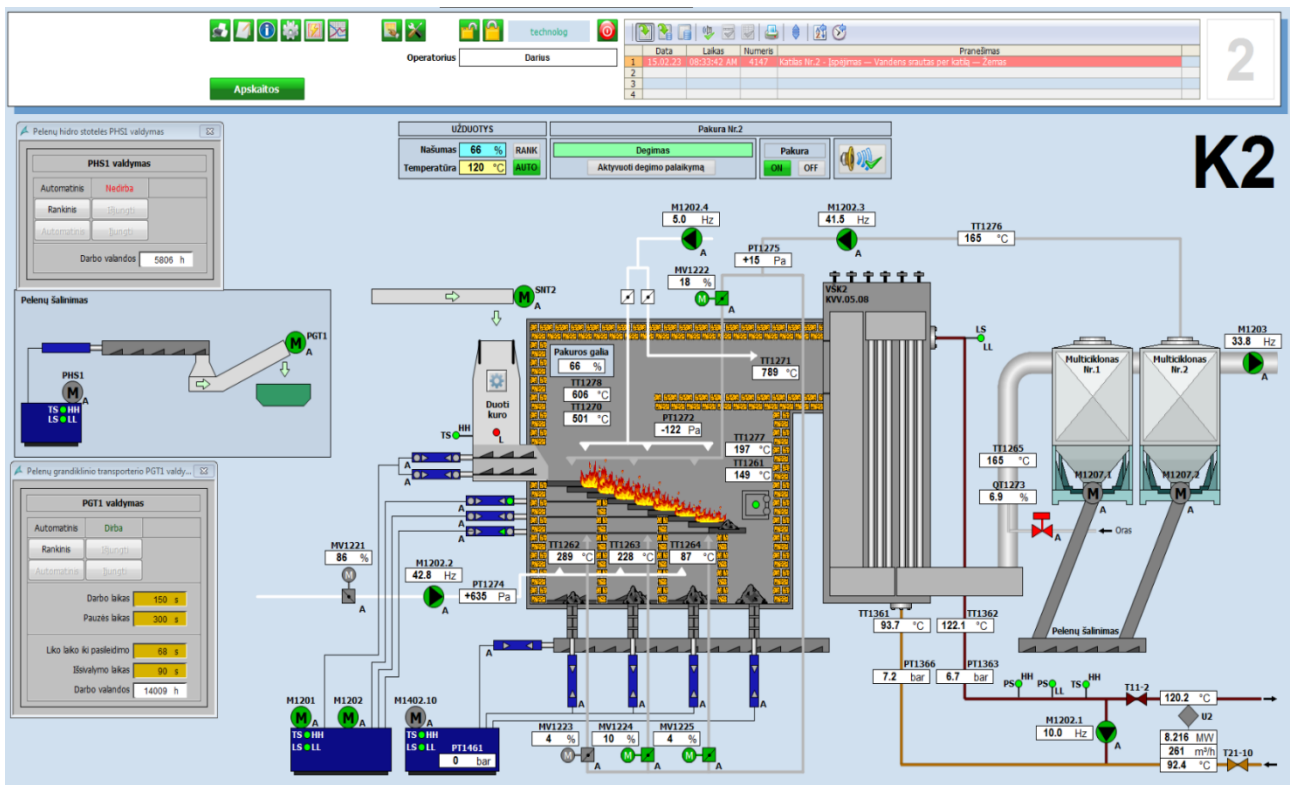 technolog
Operatorius
Darius
Apskaitos
Data Laikas Numeris Pranešimas
1 15.02.23 08:33:42 AM 4147 Katilas Nr.2 - Įspėjimas — Vandens srautas per katilą — Žemas
2
3
4
2
K2
Pelenų hidro stotelės PHS1 valdymas
PHS1 valdymas
Automatinis Nedirba
Rankinis Išjungti
Automatinis Įjungti
Darbo valandos 5806 h
UŽDUOTYS
Našumas 66 % RANK
Temperatūra 120 °C AUTO
Pakura Nr.2
Degimas
Aktyvuoti degimo palaikymą
Pakura
ON OFF
Pelenų šalinimas
PHS1
M
A
TS HH
LS LL
M PGT1
A
Pelenų grandiklinio transporterio PGT1 valdy...
PGT1 valdymas
Automatinis Dirba
Rankinis Išjungti
Automatinis Įjungti
Darbo laikas 150 s
Pauzės laikas 300 s
Liko laiko iki pasileidimo 68 s
Išsivalymo laikas 90 s
Darbo valandos 14009 h
M1202.4
5.0 Hz
A
M1202.3
41.5 Hz
A
TT1276
165 °C
PT1275
+15 Pa
MV1222
18 %
M
A
M SNT2
A
VŠK2
KVV.05.08
LS
LL
M1203
33.8 Hz
A
Multiciklonas
Nr.1
Multiciklonas
Nr.2
Pakuros galia
66 %
TT1271
789 °C
TT1278
606 °C
TT1270
501 °C
PT1272
-122 Pa
TT1277
197 °C
TT1261
149 °C
Duoti
kuro
L
HH
TS
A
A
A
A
A
TT1262
289 °C
TT1263
228 °C
TT1264
87 °C
TT1265
165 °C
QT1273
6.9 %
A
Oras
M1207.1
M
A
M1207.2
M
A
Pelenų šalinimas
MV1221
86 %
M
A
M1202.2
42.8 Hz
A
PT1274
+635 Pa
A
A
A
A
A
TT1361
93.7 °C
TT1362
122.1 °C
PT1366
7.2 bar
PT1363
6.7 bar
PS HH
PS LL
TS HH
T11-2
120.2 °C
U2
M1202.1
10.0 Hz
A
8.216 MW
261 m³/h
92.4 °C
T21-10
M1201
M
A
M1202
M
A
TS HH
LS LL
M1402.10
M
A
TS HH
LS LL
PT1461
0 bar
MV1223
4 %
M
A
MV1224
10 %
M
A
MV1225
4 %
M
A